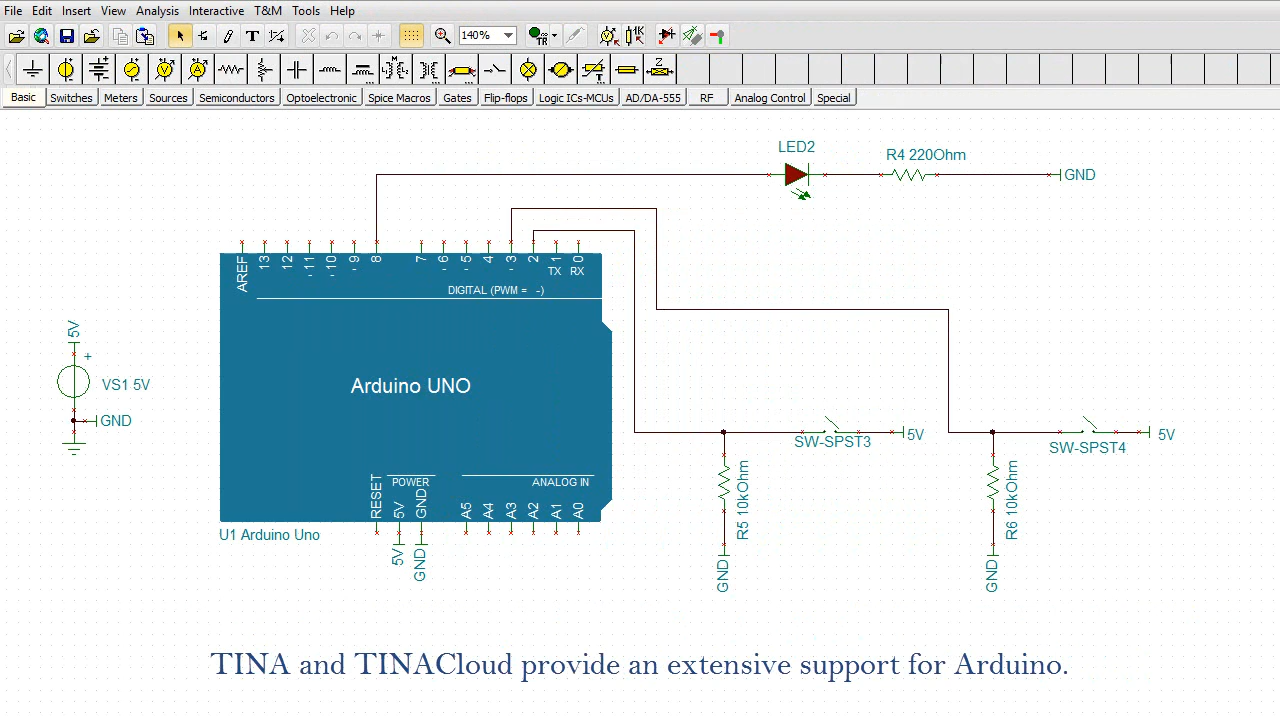 File Edit Insert View Analysis Interactive T&M Tools Help
140%
Basic Switches Meters Sources Semiconductors Optoelectronic Spice Macros Gates Flip-flops Logic ICs-MCUs AD/DA-555 RF Analog Control Special
LED2
R4 220Ohm
GND
AREF 13 12 ~11 ~10 ~9 8 7 ~6 ~5 4 ~3 2 1 0
TX RX
DIGITAL (PWM = ~)
5V
+
VS1 5V
GND
Arduino UNO
SW-SPST3
5V
SW-SPST4
5V
R5 10kOhm
R6 10kOhm
POWER
ANALOG IN
RESET 5V GND A5 A4 A3 A2 A1 A0
U1 Arduino Uno
5V
GND
GND
GND
TINA and TINACloud provide an extensive support for Arduino.